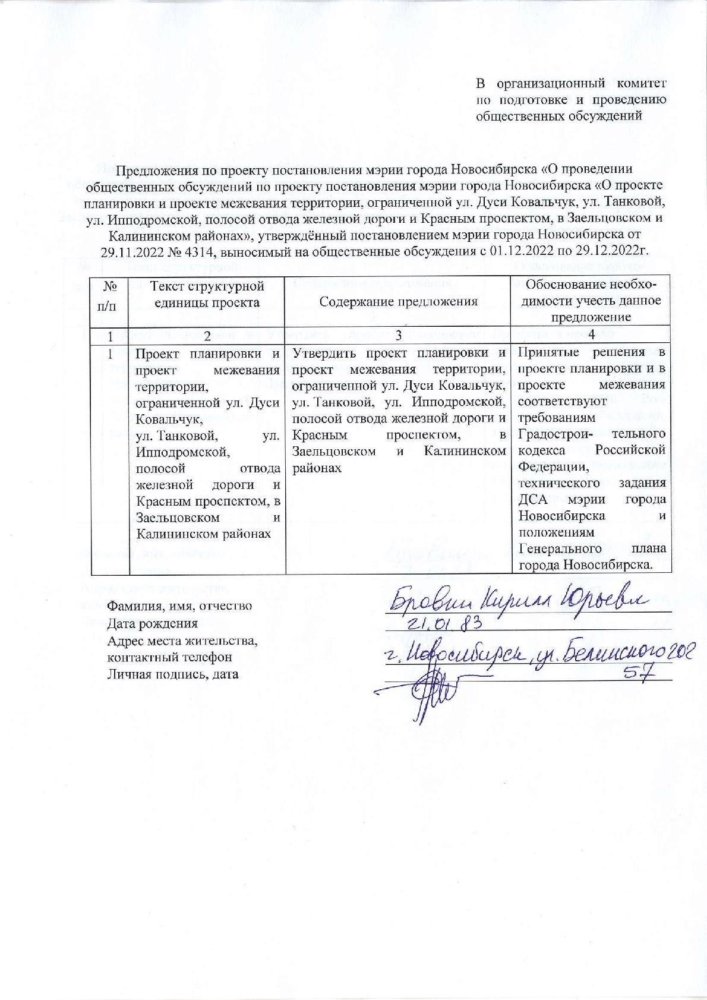 В организационный комитет
по подготовке и проведению
общественных обсуждений
Предложения по проекту постановления мэрии города Новосибирска «О проведении
общественных обсуждений по проекту постановления мэрии города Новосибирска «О проекте
планировки и проекте межевания территории, ограниченной ул. Дуси Ковальчук, ул. Танковой,
ул. Ипподромской, полосой отвода железной дороги и Красным проспектом, в Заельцовском и
Калининском районах», утверждённый постановлением мэрии города Новосибирска от
29.11.2022 № 4314, выносимый на общественные обсуждения с 01.12.2022 по 29.12.2022г.
№
п/п
Текст структурной
единицы проекта
Содержание предложения
Обоснование необхо-
димости учесть данное
предложение
1 2 3 4
1
Проект планировки и
проект межевания
территории,
ограниченной ул. Дуси
Ковальчук,
ул. Танковой, ул.
Ипподромской,
полосой отвода
железной дороги и
Красным проспектом, в
Заельцовском и
Калининском районах
Утвердить проект планировки и
проект межевания территории,
ограниченной ул. Дуси Ковальчук,
ул. Танковой, ул. Ипподромской,
полосой отвода железной дороги и
Красным проспектом, в
Заельцовском и Калининском
районах
Принятые решения в
проекте планировки и в
проекте межевания
соответствуют
требованиям
Градострои- тельного
кодекса Российской
Федерации,
технического задания
ДСА мэрии города
Новосибирска и
положениям
Генерального плана
города Новосибирска.
Фамилия, имя, отчество Бровин Кирилл Юрьевич
Дата рождения 21.01.83
Адрес места жительства,
контактный телефон г. Новосибирск, ул. Белинского 202
Личная подпись, дата 57